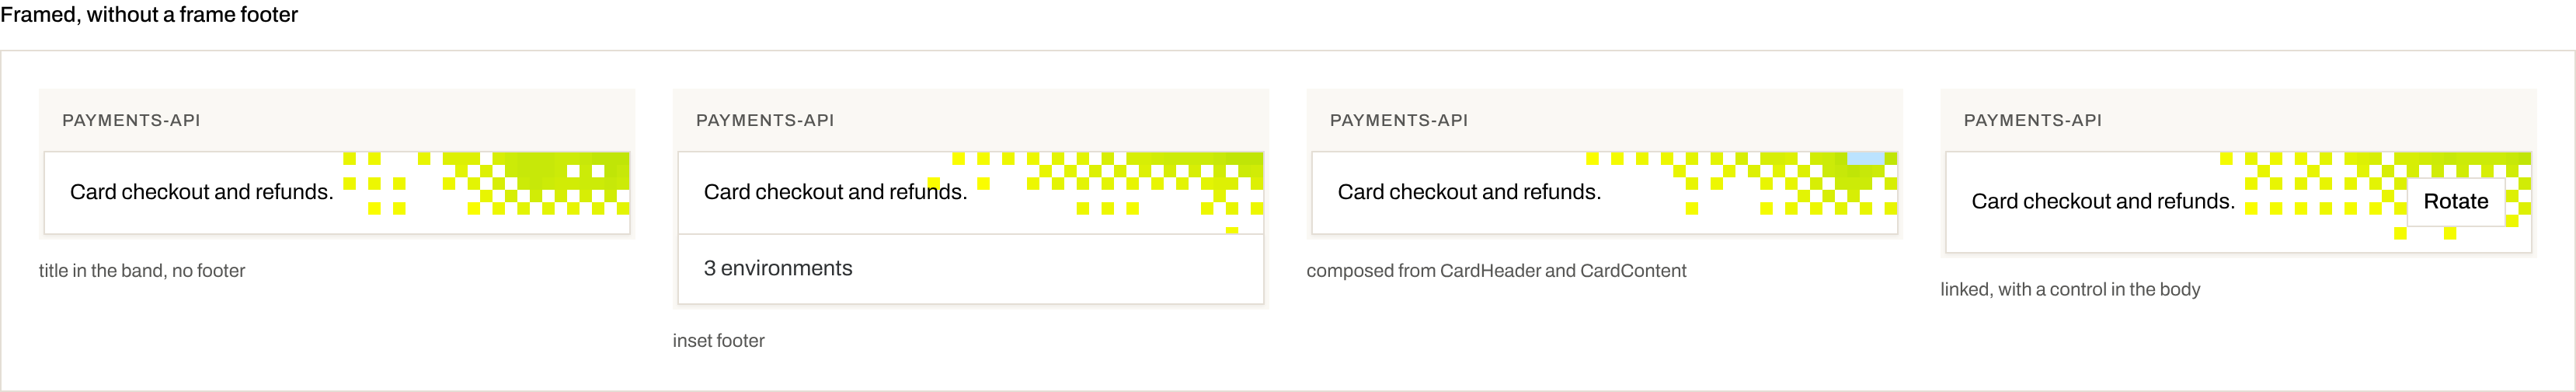 Framed, without a frame footer
PAYMENTS-API
Card checkout and refunds.
title in the band, no footer
PAYMENTS-API
Card checkout and refunds.
3 environments
inset footer
PAYMENTS-API
Card checkout and refunds.
composed from CardHeader and CardContent
PAYMENTS-API
Card checkout and refunds.
Rotate
linked, with a control in the body